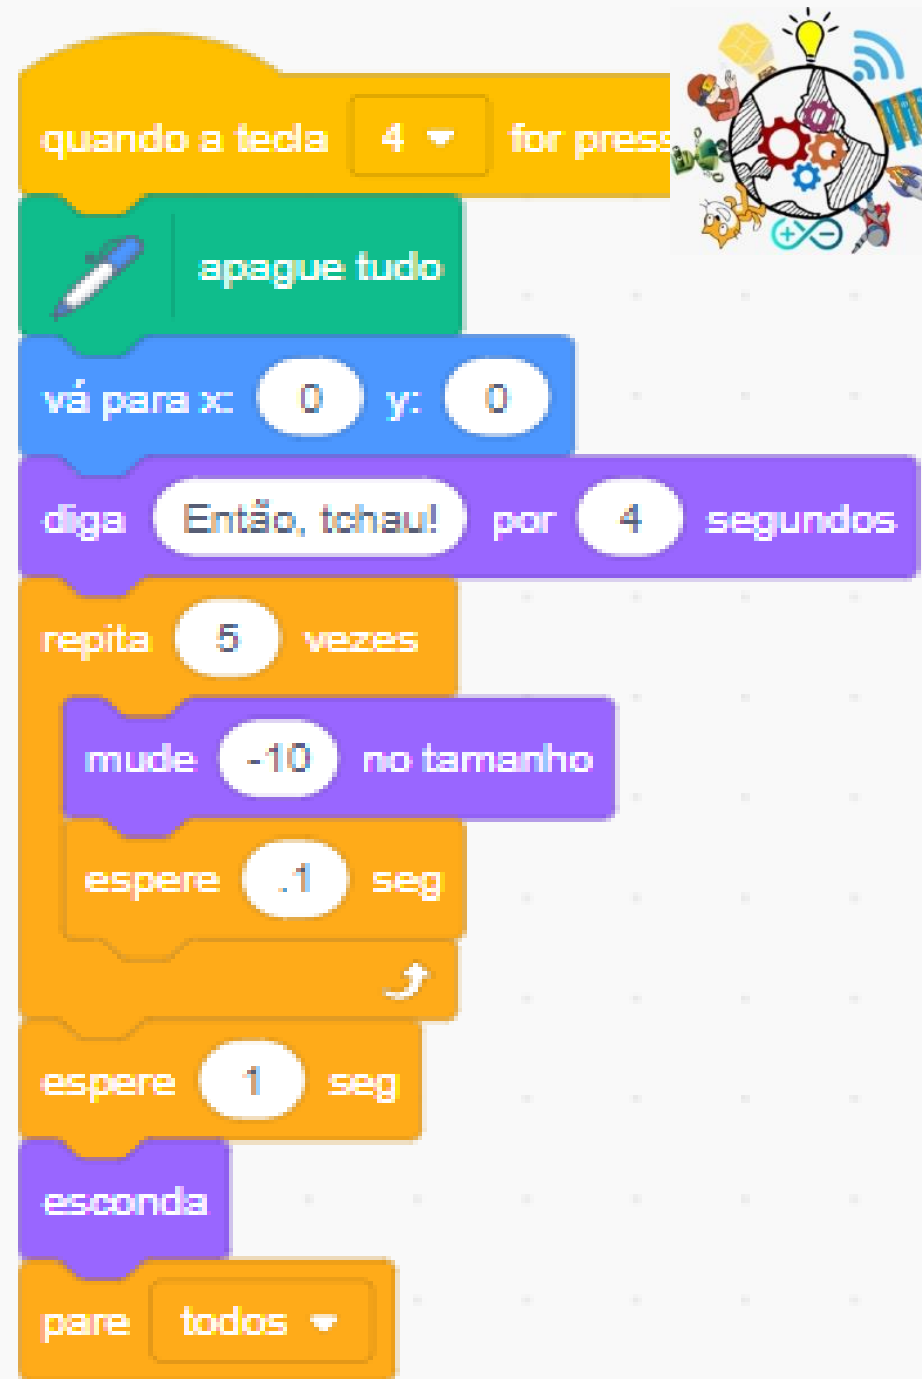 quando a tecla 4 for press
apague tudo
vá para x: 0 y: 0
diga Então, tchau! por 4 segundos
repita 5 vezes
mude -10 no tamanho
espere .1 seg
espere 1 seg
esconda
pare todos